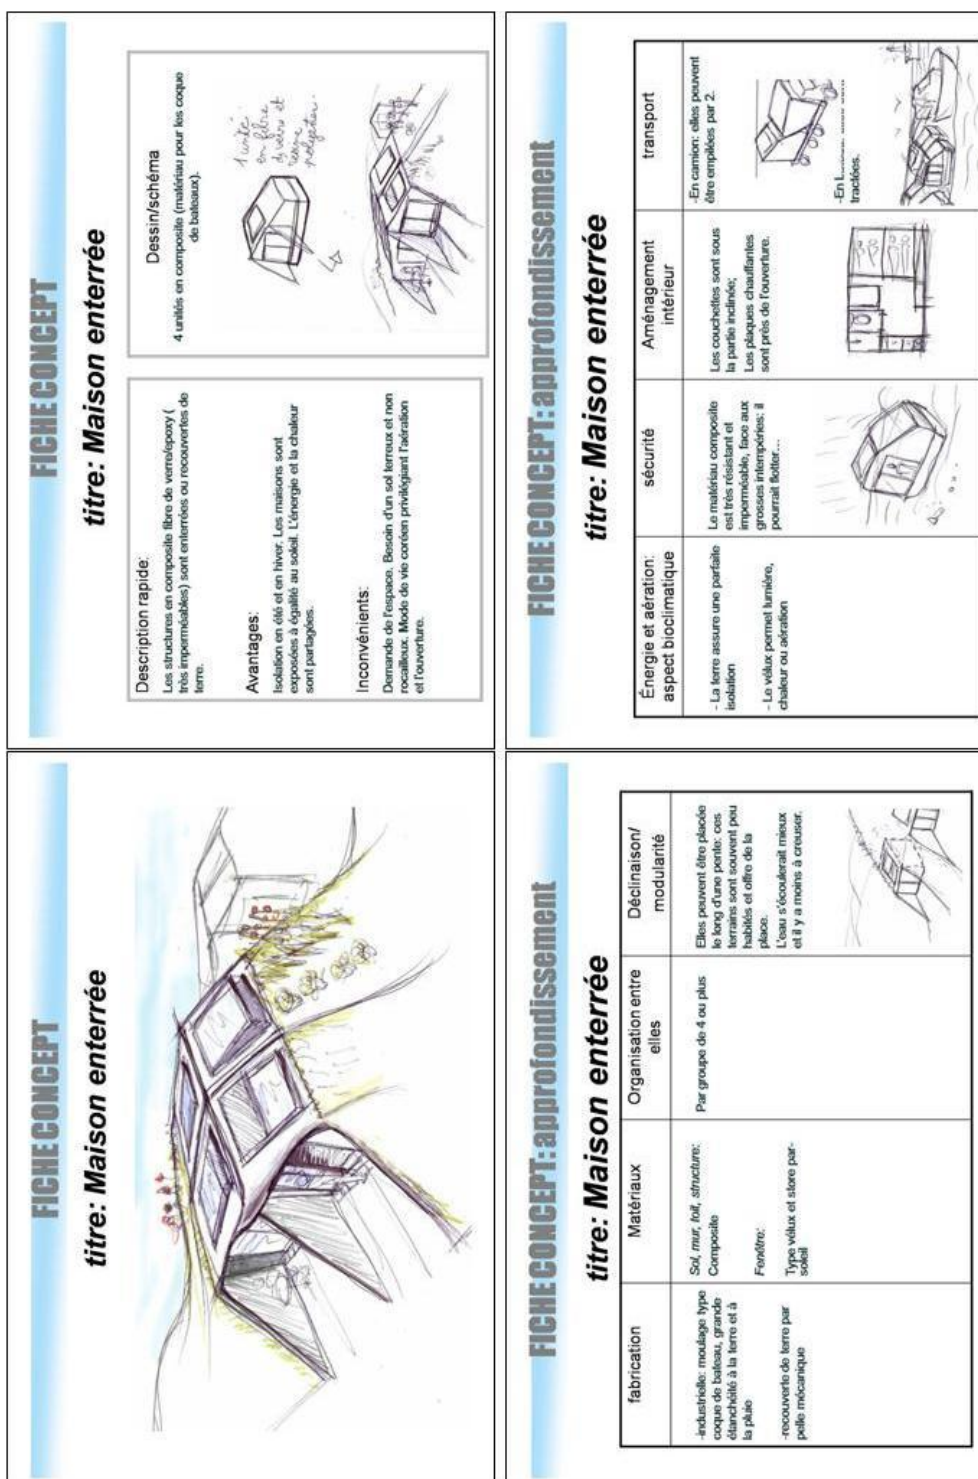 FICHE CONCEPT
titre: Maison enterrée
FICHE CONCEPT
titre: Maison enterrée
Description rapide:
Les structures en composite fibre de verre/epoxy (
très imperméables) sont enterrées ou recouvertes de
terre.
Avantages:
Isolation en été et en hiver. Les maisons sont
exposées à égalité au soleil. L'énergie et la chaleur
sont partagées.
Inconvénients:
Demande de l'espace. Besoin d'un sol terreux et non
rocailleux. Mode de vie coréen privilégiant l'aération
et l'ouverture.
Dessin/schéma
4 unités en composite (matériau pour les coque
de bateaux).
1 unité
en fibre
de verre et
résine
polyester.
FICHE CONCEPT: approfondissement
titre: Maison enterrée
fabrication
-industrielle: moulage type
coque de bateau, grande
étanchéité à la terre et à
la pluie
-recouverte de terre par
pelle mécanique
Matériaux
Sol, mur, toit, structure:
Composite
Fenêtre:
Type vélux et store par-
soleil
Organisation entre
elles
Par groupe de 4 ou plus
Déclinaison/
modularité
Elles peuvent être placée
le long d'une pente: ces
terrains sont souvent peu
habités et offre de la
place.
L'eau s'écoulerait mieux
et il y a moins à creuser.
FICHE CONCEPT: approfondissement
titre: Maison enterrée
Énergie et aération:
aspect bioclimatique
- La terre assure une parfaite
isolation
- Le vélux permet lumière,
chaleur ou aération
sécurité
Le matériau composite
est très résistant et
imperméable, face aux
grosses intempéries: il
pourrait flotter...
Aménagement
intérieur
Les couchettes sont sous
la partie inclinée;
Les plaques chauffantes
sont près de l'ouverture.
transport
-En camion: elles peuvent
être empilées par 2.
-En
tractées.